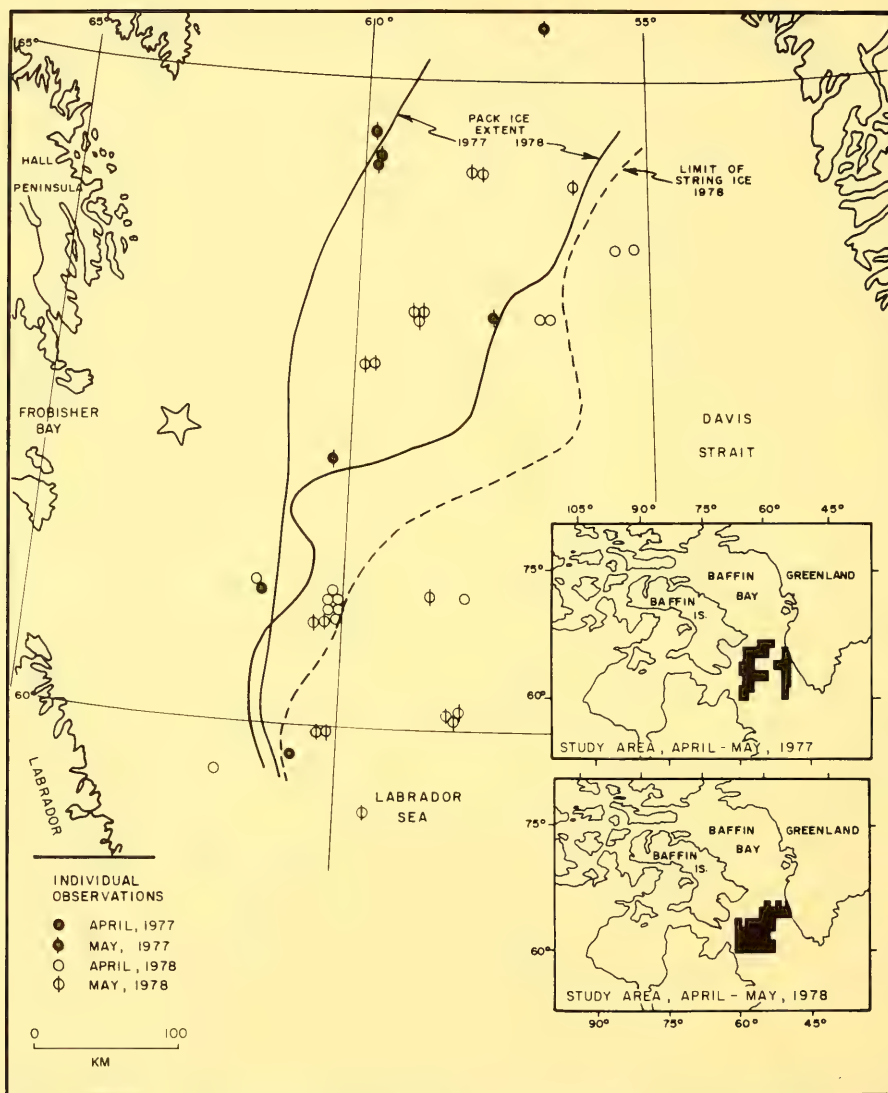 65°
60°
55°
65°
PACK ICE
EXTENT
1977 1978
LIMIT OF
STRING ICE
1978
HALL
PENINSULA
FROBISHER
BAY
DAVIS
STRAIT
105° 90° 75° 60° 45°
75°
BAFFIN
BAY
GREENLAND
BAFFIN
IS.
60°
STUDY AREA, APRIL - MAY, 1977
60°
LABRADOR
LABRADOR
SEA
75°
BAFFIN
BAY
GREENLAND
BAFFIN
IS.
60°
STUDY AREA, APRIL - MAY, 1978
90° 75° 60° 45°
INDIVIDUAL
OBSERVATIONS
APRIL, 1977
MAY, 1977
APRIL, 1978
MAY, 1978
0 100
KM